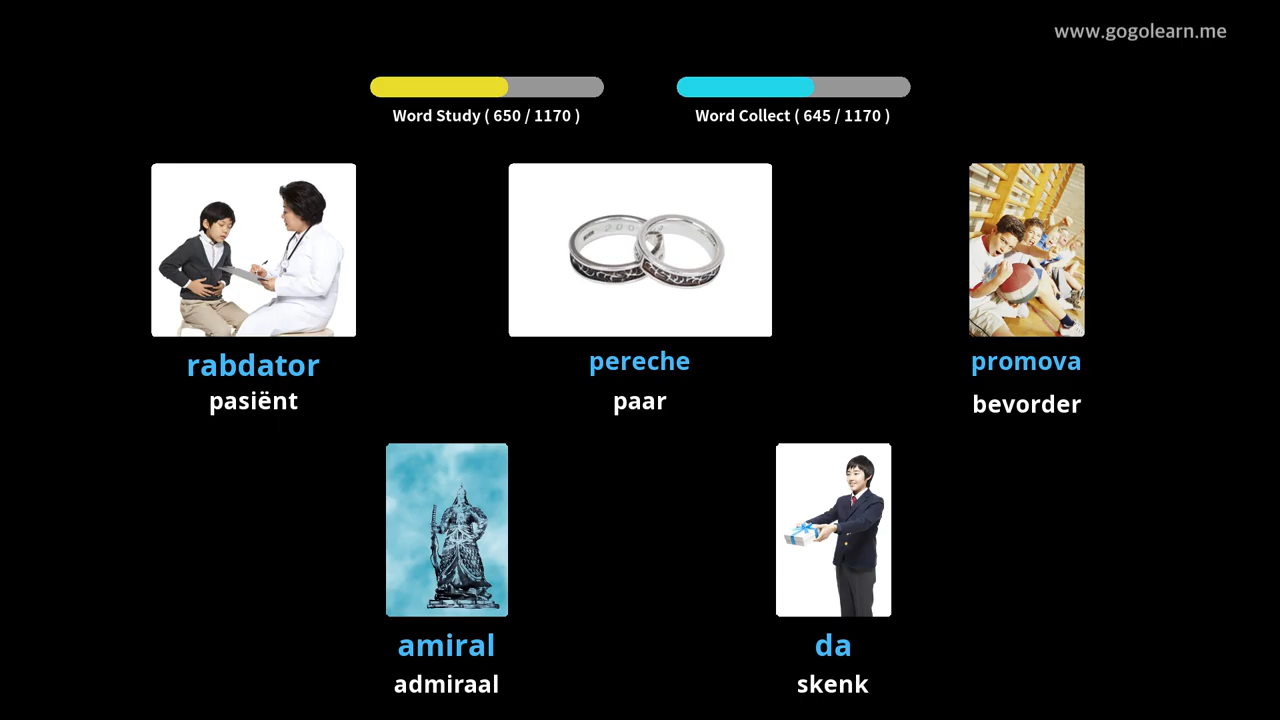 www.gogolearn.me
Word Study ( 650 / 1170 )
Word Collect ( 645 / 1170 )
rabdator
pasiënt
pereche
paar
promova
bevorder
amiral
admiraal
da
skenk